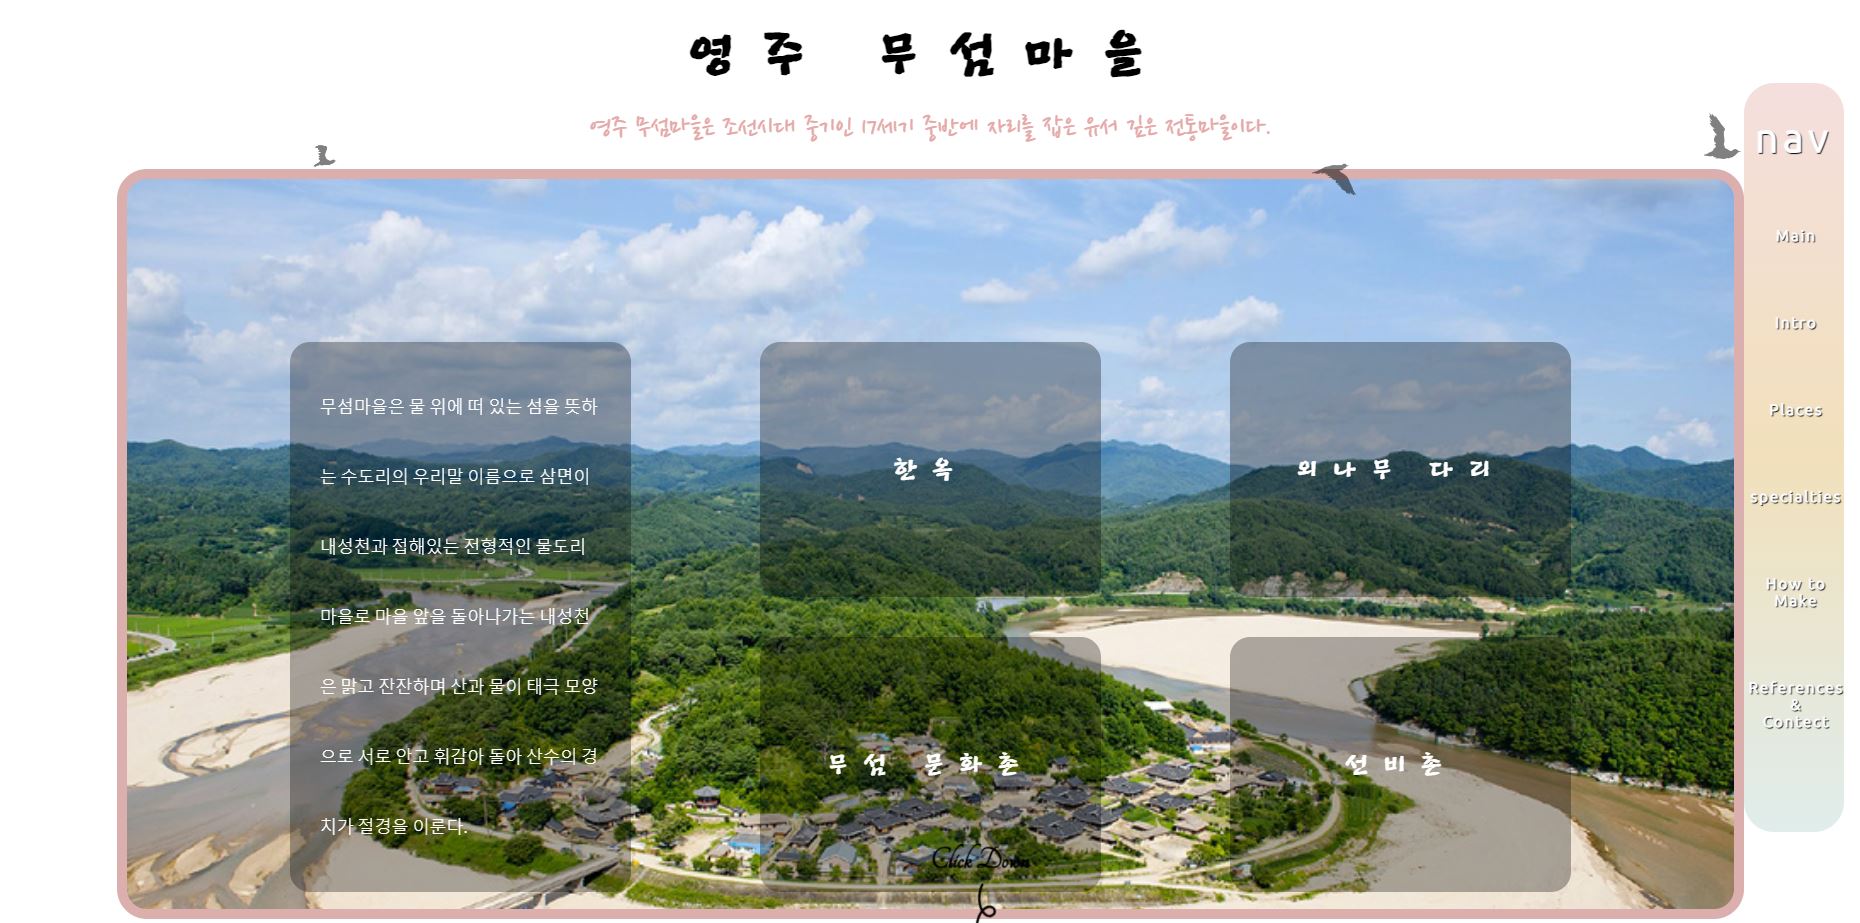 영주 무섬마을
영주 무섬마을은 조선시대 중기인 17세기 중반에 자리를 잡은 유서 깊은 전통마을이다.
nav
Main
Intro
Places
specialties
How to
Make
References
&
Contect
무섬마을은 물 위에 떠 있는 섬을 뜻하
는 수도리의 우리말 이름으로 삼면이
내성천과 접해있는 전형적인 물도리
마을로 마을 앞을 돌아나가는 내성천
은 맑고 잔잔하며 산과 물이 태극 모양
으로 서로 안고 휘감아 돌아 산수의 경
치가 절경을 이룬다.
한옥
외나무 다리
무섬 문화촌
선비촌
Click Down